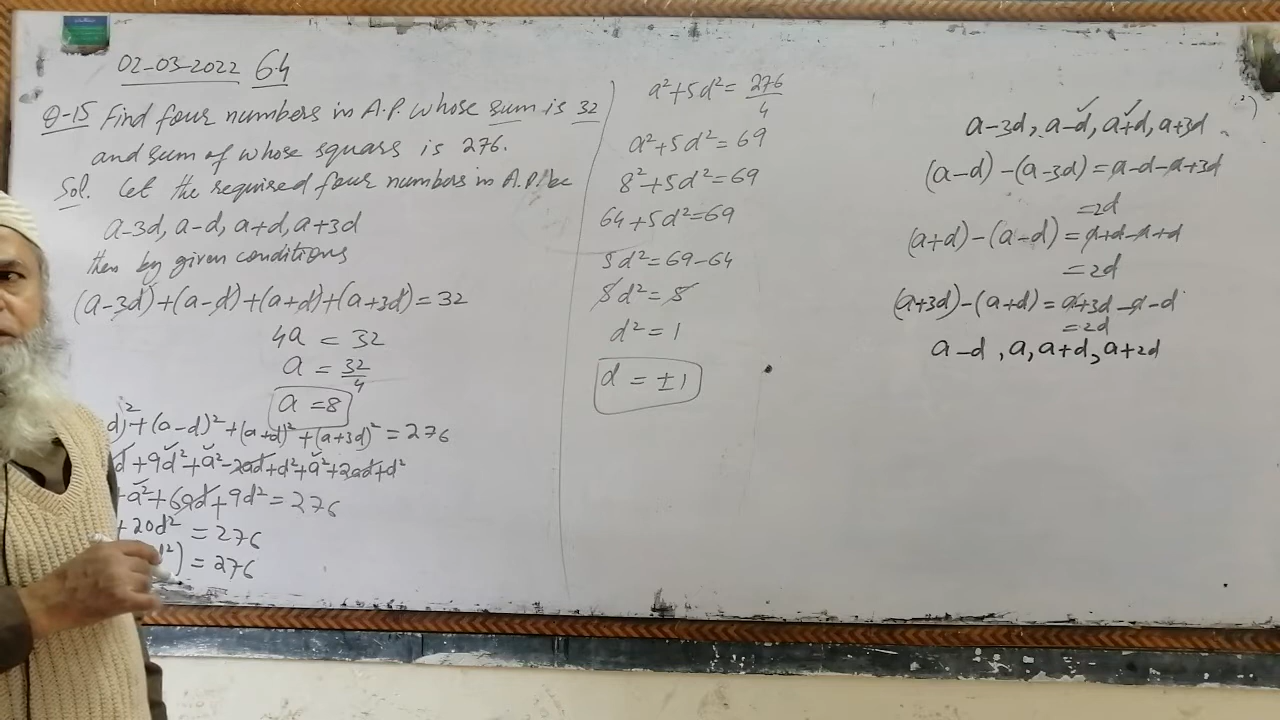 02-03-2022 6.4
Q-15 Find four numbers in A.P. whose sum is 32
and sum of whose squars is 276.
Sol. Let the required four numbers in A.P. be
a-3d, a-d, a+d, a+3d
then by given conditions
(a-3d)+(a-d)+(a+d)+(a+3d)=32
4a = 32
a = 32/4
a = 8
d)²+(a-d)²+(a+d)²+(a+3d)²=276
d+9d²+a²-2ad+d²+a²+2ad+d²
+a²+6ad+9d²=276
+20d² = 276
d²) = 276
a²+5d²= 276/4
a²+5d²=69
8²+5d²=69
64+5d²=69
5d²=69-64
5d²=5
d²=1
d = ±1
a-3d, a-d, a+d, a+3d
(a-d)-(a-3d)=a-d-a+3d
=2d
(a+d)-(a-d)=a+d-a+d
=2d
(a+3d)-(a+d)=a+3d-a-d
=2d
a-d, a, a+d, a+2d